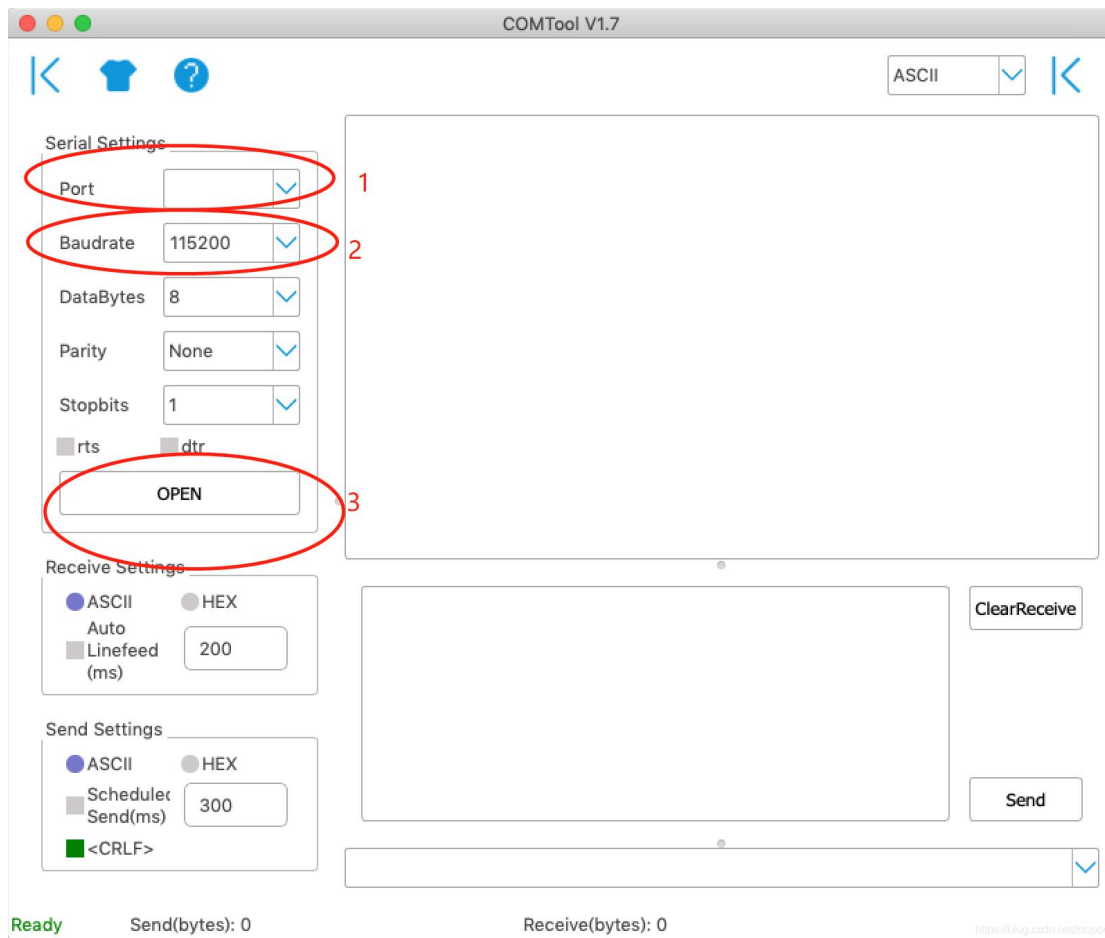 COMTool V1.7
ASCII
Serial Settings
Port
1
Baudrate 115200
2
DataBytes 8
Parity None
Stopbits 1
rts dtr
OPEN
3
Receive Settings
ASCII HEX
Auto
Linefeed
(ms)
200
ClearReceive
Send Settings
ASCII HEX
Scheduled
Send(ms)
300
Send
<CRLF>
Ready Send(bytes): 0 Receive(bytes): 0